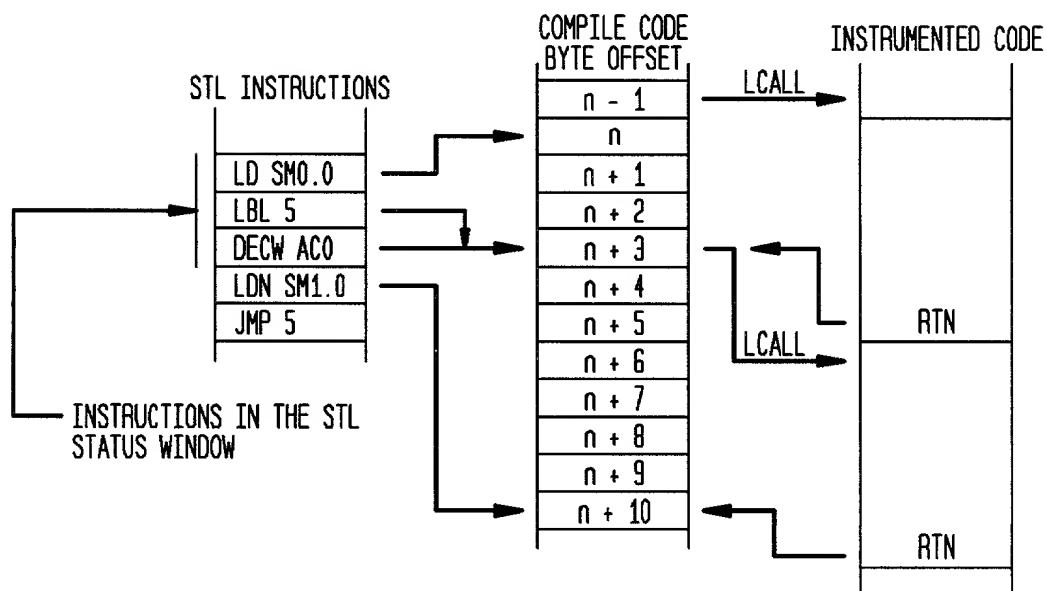 COMPILE CODE
BYTE OFFSET
INSTRUMENTED CODE
STL INSTRUCTIONS
n - 1
LCALL
n
LD SM0.0
n + 1
LBL 5
n + 2
DECW AC0
n + 3
LDN SM1.0
n + 4
JMP 5
n + 5
RTN
LCALL
n + 6
n + 7
INSTRUCTIONS IN THE STL
STATUS WINDOW
n + 8
n + 9
n + 10
RTN